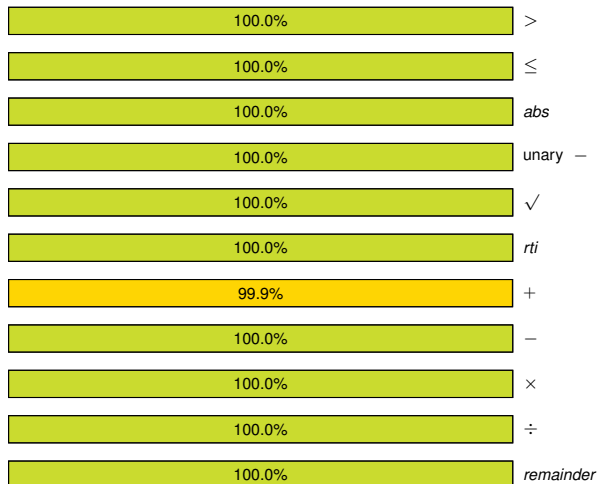 100.0% >
100.0% ≤
100.0% abs
100.0% unary −
100.0% √
100.0% rti
99.9% +
100.0% −
100.0% ×
100.0% ÷
100.0% remainder